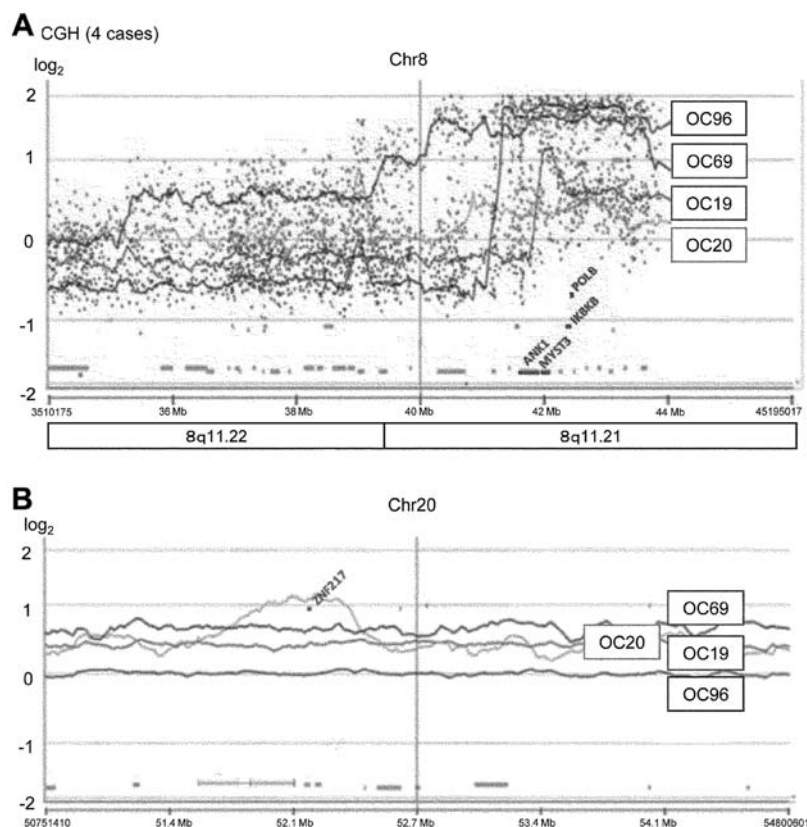 A CGH (4 cases)
Chr8
log2
2
1
0
-1
-2
OC96
OC69
OC19
OC20
POLB
IKBKB
ANK1
MYST3
3510175 36 Mb 38 Mb 40 Mb 42 Mb 44 Mb 45195017
8q11.22 8q11.21
B
Chr20
log2
2
1
0
-1
-2
ZNF217
OC69
OC20 OC19
OC96
50751410 51.4 Mb 52.1 Mb 52.7 Mb 53.4 Mb 54.1 Mb 54800601